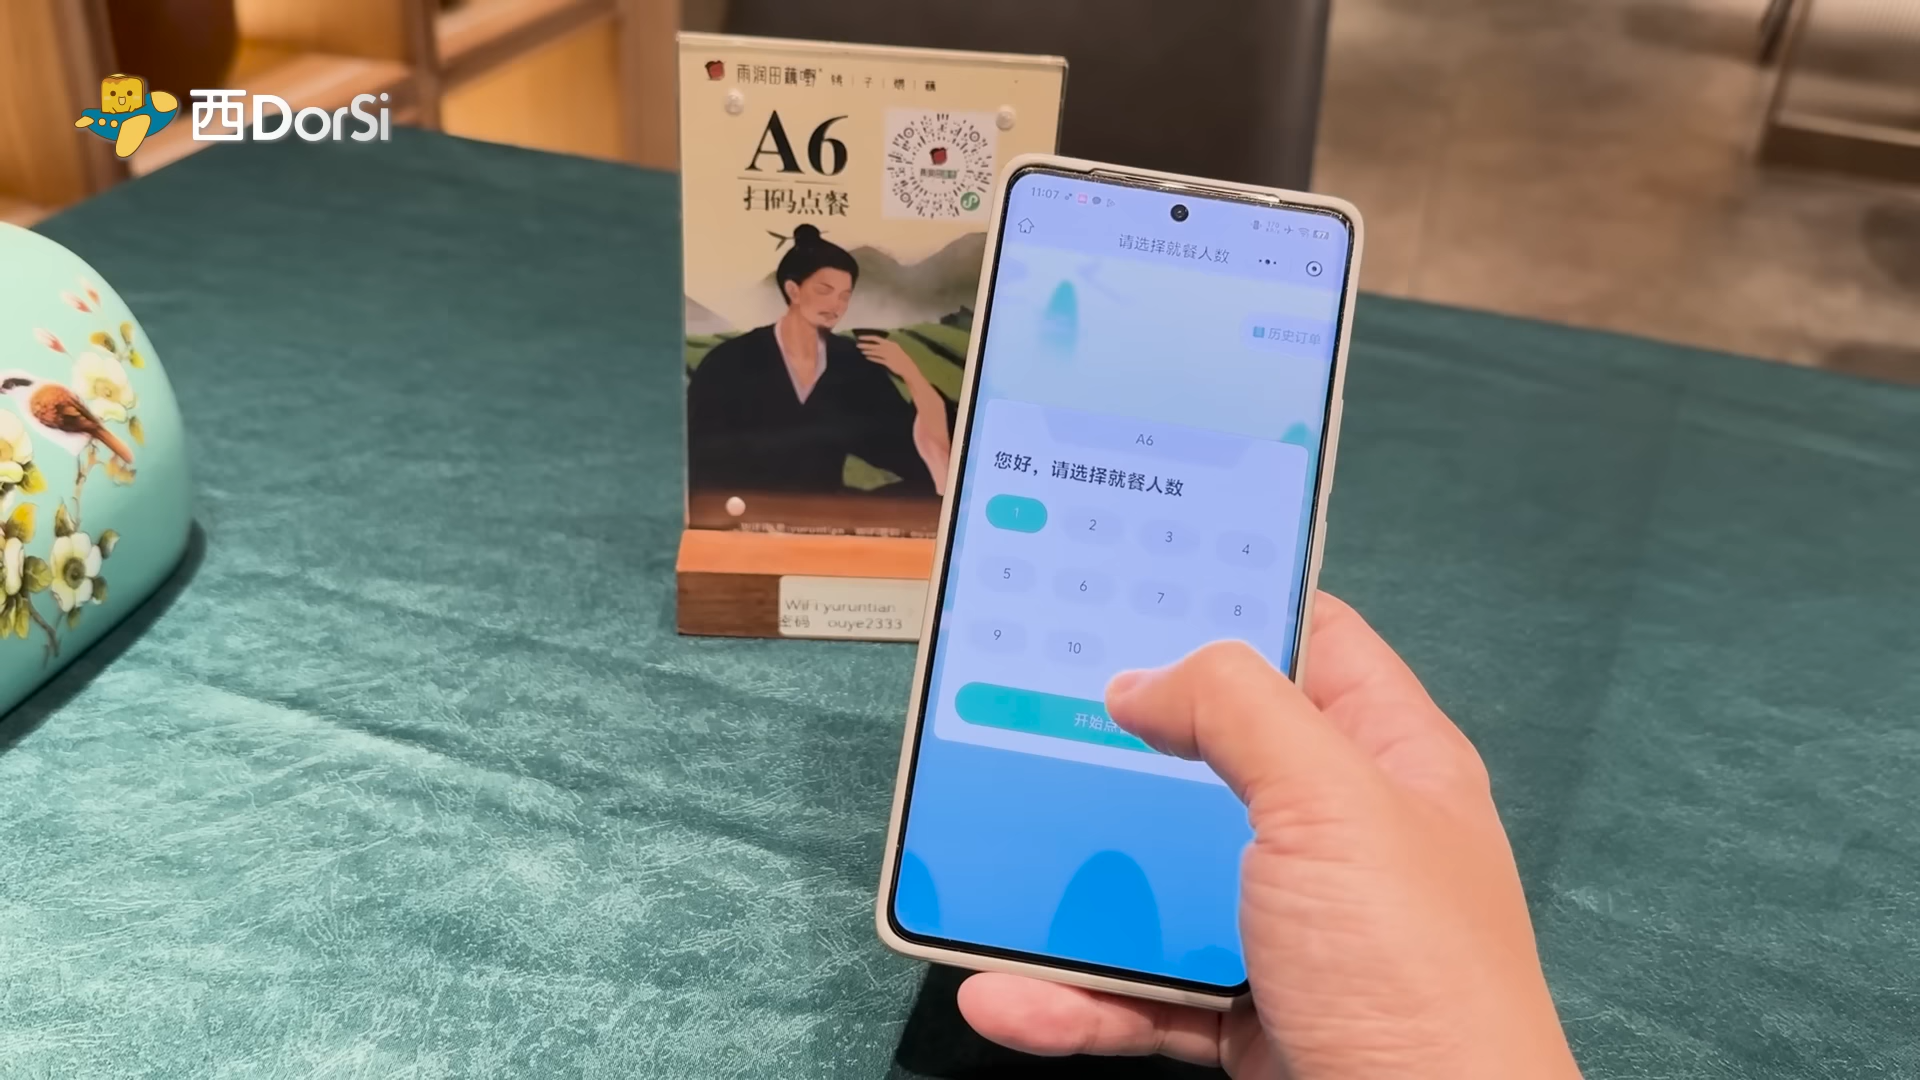 西DorSi
雨润田藕嘢
A6
扫码点餐
WiFi yuruntian
密码 ouye2333
11:07
请选择就餐人数
历史订单
A6
您好，请选择就餐人数
1 2 3 4
5 6 7 8
9 10
开始点